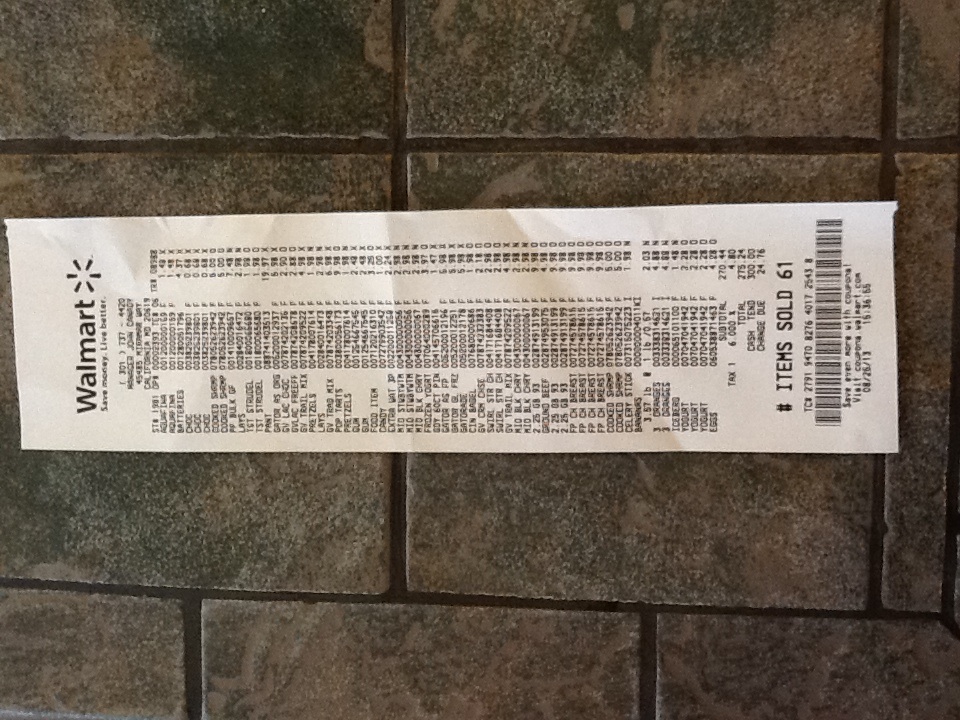 Walmart
Save money. Live better.
( 301 ) 737 - 4420
MANAGER JOHN CANADY
45485 MIRAMAR WAY
CALIFORNIA MD 20619
ST# 1981 OP# 00002393 TE# 06 TR# 08988
AQUAFINA 001200000159 F 1.48 X
AQUAFINA 001200000159 F 1.48 X
BATTERIES 001280051796 4.37 X
CHOC 003825239801 F 0.68 X
CHOC 003825239801 F 0.68 X
CHOC 003825239801 F 0.68 X
COOKED SHRMP 078052623942 F 5.00 O
COOKED SHRMP 078052623942 F 5.00 O
PF BULK GF 001410009657 F 7.48 N
LAYS 002840016472 F 2.98 N
TST STRUDEL 001800065680 F 1.98 O
TST STRUDEL 001800065680 F 1.98 O
PANT 088741403513 19.97 X
GATOR AS ORG 005200012937 F 5.98 X
GV LAC CHOC 007874202136 F 2.90 O
GVLAC FREEFF 007874208678 F 2.88 O
GV TRAIL MIX 007874209522 F 4.98 X
PRETZELS 004178007614 F 1.98 N
LAYS 002840016473 F 2.98 N
GV TRAD MIX 007874203348 F 6.98 X
POP TARTS 003800056173 F 9.98 O
PRETZELS 004178007614 F 1.98 N
GUM 001254667545 F 2.48 X
GUM 001254667545 F 2.48 X
FOOD ITEM 007120216310 F 3.25 O
CANDY 007279903542 F 1.00 X
EXTRA WAT 3P 002200011258 F 2.24 X
MIO STWBYWTM 004300000056 F 2.98 N
MIO STWBYWTM 004300000056 F 2.98 N
MIO BLK CHRY 004300000067 F 2.98 N
FROZEN YOGRT 007064000289 F 3.97 O
GDY 60CT PIN 004145706616 1.47 X
GATOR AS FP 005200012196 F 5.98 X
GATOR GL FRZ 005200012251 F 5.98 X
GATORADE 005200012178 F 5.98 X
CIN BAGEL 007680000686 F 1.98 O
GV CRM CHSE 007874232383 F 2.18 O
SWIRL STR CH 004171684408 F 2.98 O
SWIRL STR CH 004171684408 F 2.98 O
GV TRAIL MIX 007874209522 F 4.98 X
MIO BLK CHRY 004300000067 F 2.98 N
MIO BLK CHRY 004300000067 F 2.98 N
2.25 GB 93 002874913199 F 9.98 O
GROUND BEEF 002874953075 F 4.98 O
2.25 GB 93 002874913199 F 9.98 O
2.25 GB 93 002874913199 F 9.98 O
FP CH BREAST 007274578615 F 9.98 O
FP CH BREAST 007274578615 F 9.98 O
FP CH BREAST 007274578615 F 9.98 O
FP CH BREAST 007274578615 F 9.98 O
COOKED SHRMP 078052623942 F 5.00 O
COOKED SHRMP 078052623942 F 5.00 O
CELERY STICK 007315075223 I 1.98 N
BANANAS 000000004011KI
3.57 lb @ 1 lb /0.57 2.03 N
3 ORANGES 003338314621 I 4.88 N
3 ORANGES 003338314621 I 4.88 N
ICEBERG 000065101100 F 1.48 N
YOGURT 007047041942 F 2.28 O
YOGURT 007047041942 F 2.28 O
YOGURT 007047041942 F 2.28 O
EGGS 060538871463 F 4.28 O
SUBTOTAL 270.44
TAX 1 6.000 % 4.80
TOTAL 275.24
CASH TEND 300.00
CHANGE DUE 24.76
# ITEMS SOLD 61
TC# 2791 9470 8276 4017 2543 8
Save even more with coupons!
Visit coupons.walmart.com
08/25/13 15:36:55